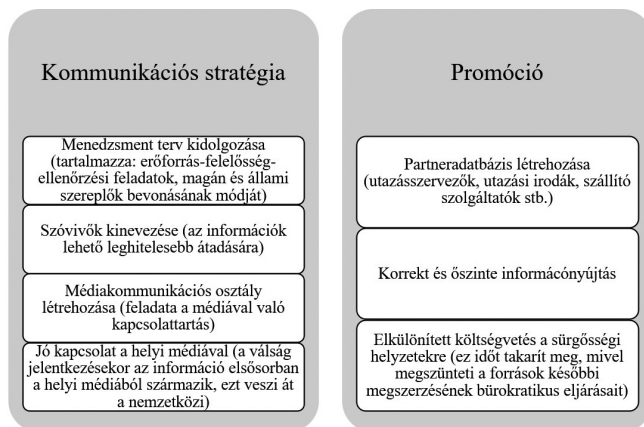 Kommunikációs stratégia
Menedzsment terv kidolgozása
(tartalmazza: erőforrás-felelősség-
ellenőrzési feladatok, magán és állami
szereplők bevonásának módját)
Szóvivők kinevezése (az információk
lehető leghitelesebb átadására)
Médiakommunikációs osztály
létrehozása (feladata a médiával való
kapcsolattartás)
Jó kapcsolat a helyi médiával (a válság
jelentkezésekor az információ elsősorban
a helyi médiából származik, ezt veszi át
a nemzetközi)
Promóció
Partneradatbázis létrehozása
(utazásszervezők, utazási irodák, szállító
szolgáltatók stb.)
Korrekt és őszinte informácónyújtás
Elkülönített költségvetés a sürgősségi
helyzetekre (ez időt takarít meg, mivel
megszünteti a források későbbi
megszerzésének bürokratikus eljárásait)